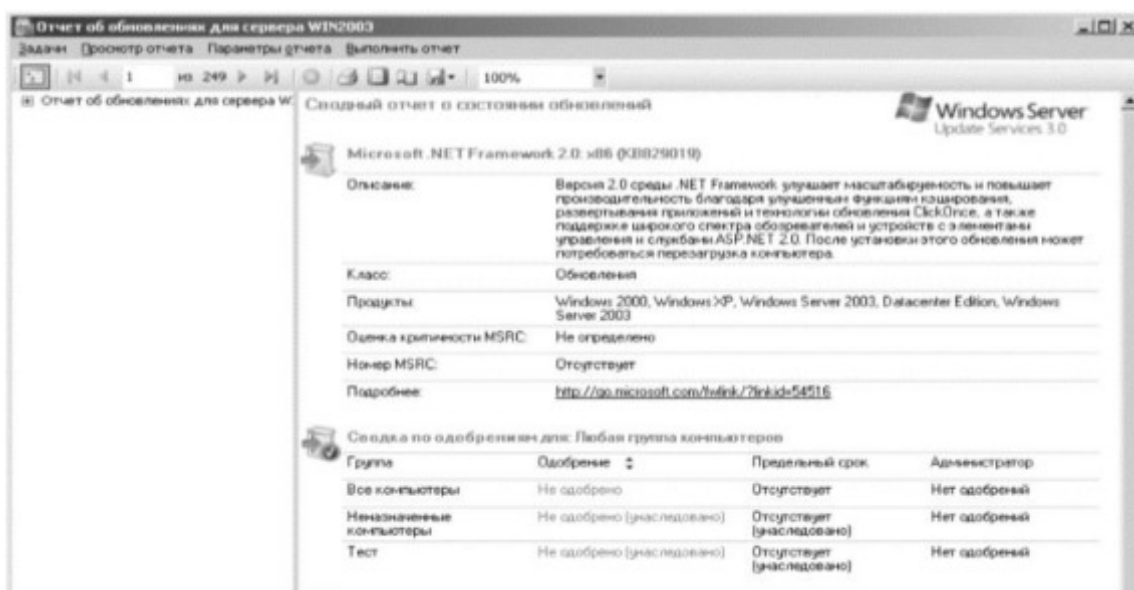 Отчет об обновлениях для сервера WIN2003
Задачи Просмотр отчета Параметры отчета Выполнить отчет
1 из 249 100%
Отчет об обновлениях для сервера W
Сводный отчет о состоянии обновлений
Windows Server
Update Services 3.0
Microsoft .NET Framework 2.0: x86 (KB829019)
Описание: Версия 2.0 среды .NET Framework улучшает масштабируемость и повышает
производительность благодаря улучшенным функциям кэширования,
развертывания приложений и технологии обновления ClickOnce, а также
поддержке широкого спектра обозревателей и устройств с элементами
управления и службами ASP.NET 2.0. После установки этого обновления может
потребоваться перезагрузка компьютера.
Класс: Обновления
Продукты: Windows 2000, Windows XP, Windows Server 2003, Datacenter Edition, Windows
Server 2003
Оценка критичности MSRC: Не определено
Номер MSRC: Отсутствует
Подробнее: http://go.microsoft.com/fwlink/?linkid=54516
Сводка по одобрениям для: Любая группа компьютеров
Группа Одобрение Предельный срок Администратор
Все компьютеры Не одобрено Отсутствует Нет одобрений
Неназначенные Не одобрено (унаследовано) Отсутствует Нет одобрений
компьютеры (унаследовано)
Тест Не одобрено (унаследовано) Отсутствует Нет одобрений
(унаследовано)